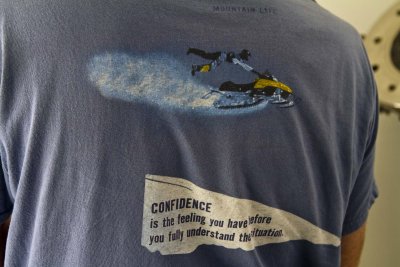 MOUNTAIN LIFE
CONFIDENCE
is the feeling you have before
you fully understand the situation.